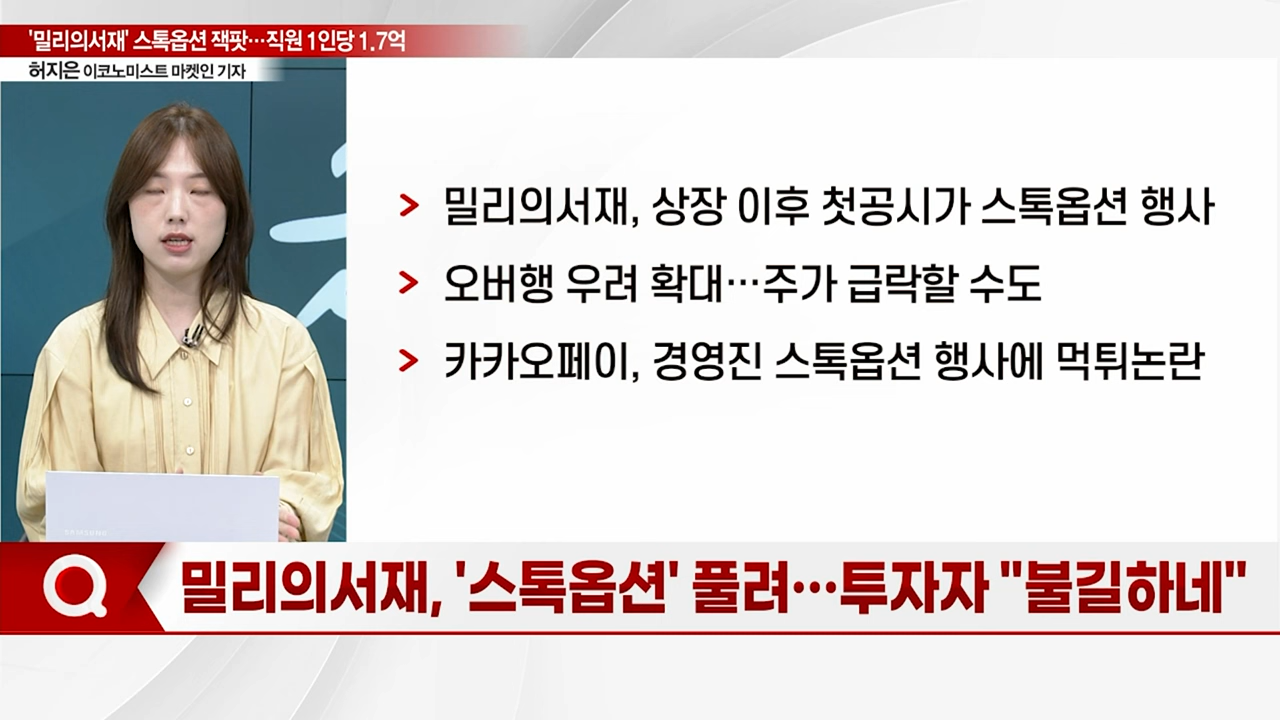 '밀리의서재' 스톡옵션 잭팟…직원 1인당 1.7억
허지은 이코노미스트 마켓인 기자
> 밀리의서재, 상장 이후 첫공시가 스톡옵션 행사
> 오버행 우려 확대…주가 급락할 수도
> 카카오페이, 경영진 스톡옵션 행사에 먹튀논란
SAMSUNG
밀리의서재, '스톡옵션' 풀려…투자자 "불길하네"